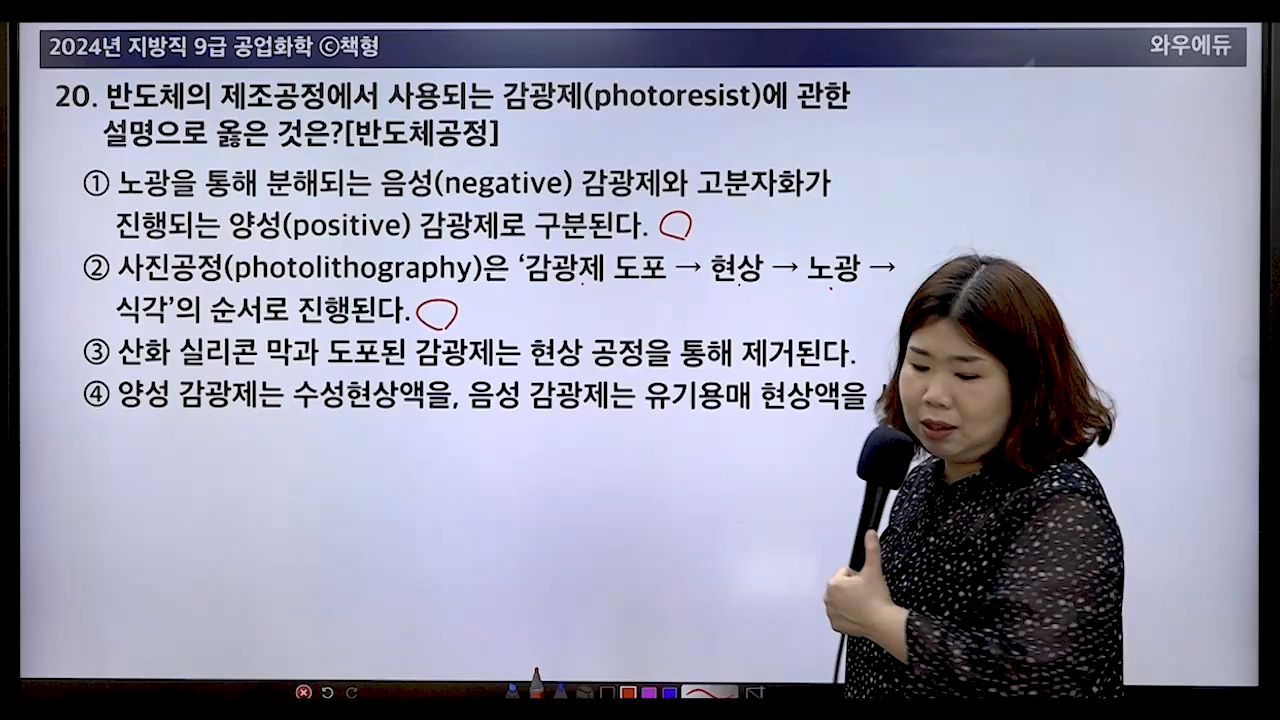 2024년 지방직 9급 공업화학 ©책형
와우에듀
20. 반도체의 제조공정에서 사용되는 감광제(photoresist)에 관한
설명으로 옳은 것은?[반도체공정]
① 노광을 통해 분해되는 음성(negative) 감광제와 고분자화가
진행되는 양성(positive) 감광제로 구분된다.
② 사진공정(photolithography)은 ‘감광제 도포 → 현상 → 노광 →
식각’의 순서로 진행된다.
③ 산화 실리콘 막과 도포된 감광제는 현상 공정을 통해 제거된다.
④ 양성 감광제는 수성현상액을, 음성 감광제는 유기용매 현상액을